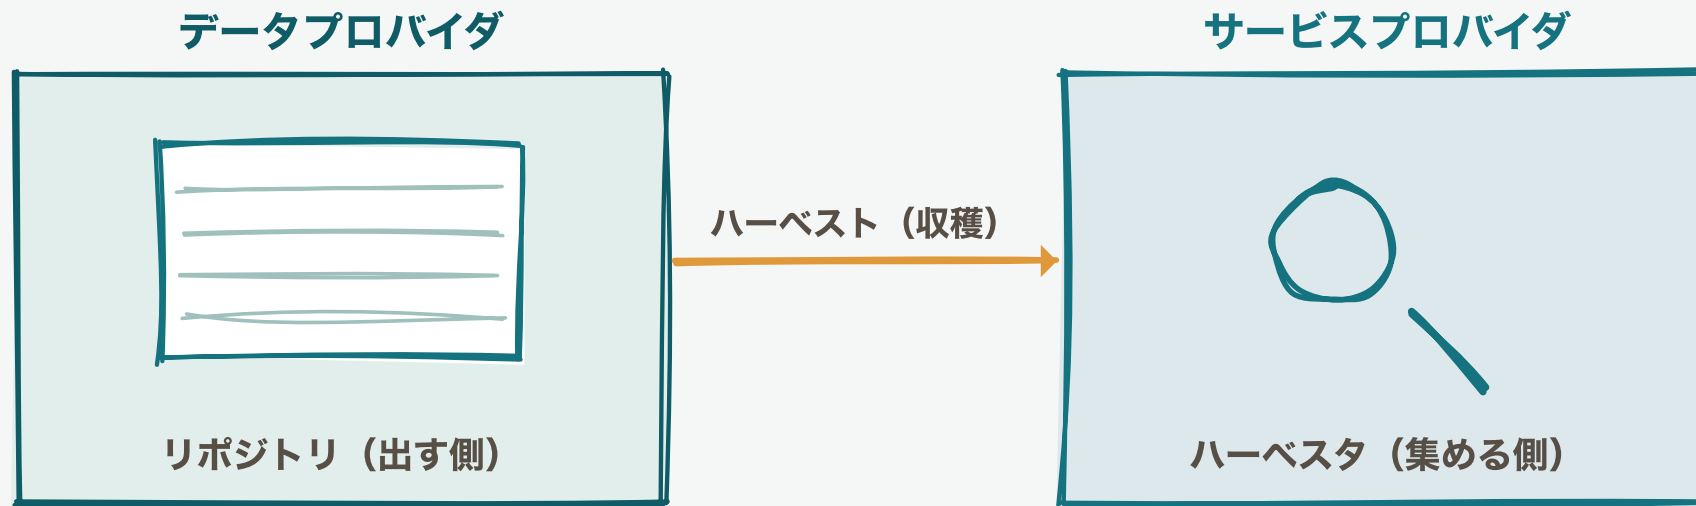 データプロバイダ
サービスプロバイダ
ハーベスト（収穫）
リポジトリ（出す側）
ハーベスタ（集める側）